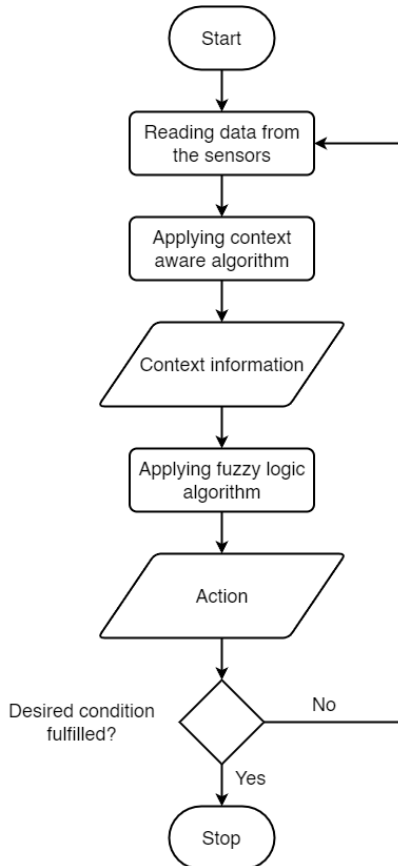 Start
Reading data from
the sensors
Applying context
aware algorithm
Context information
Applying fuzzy logic
algorithm
Action
Desired condition
fulfilled?
No
Yes
Stop